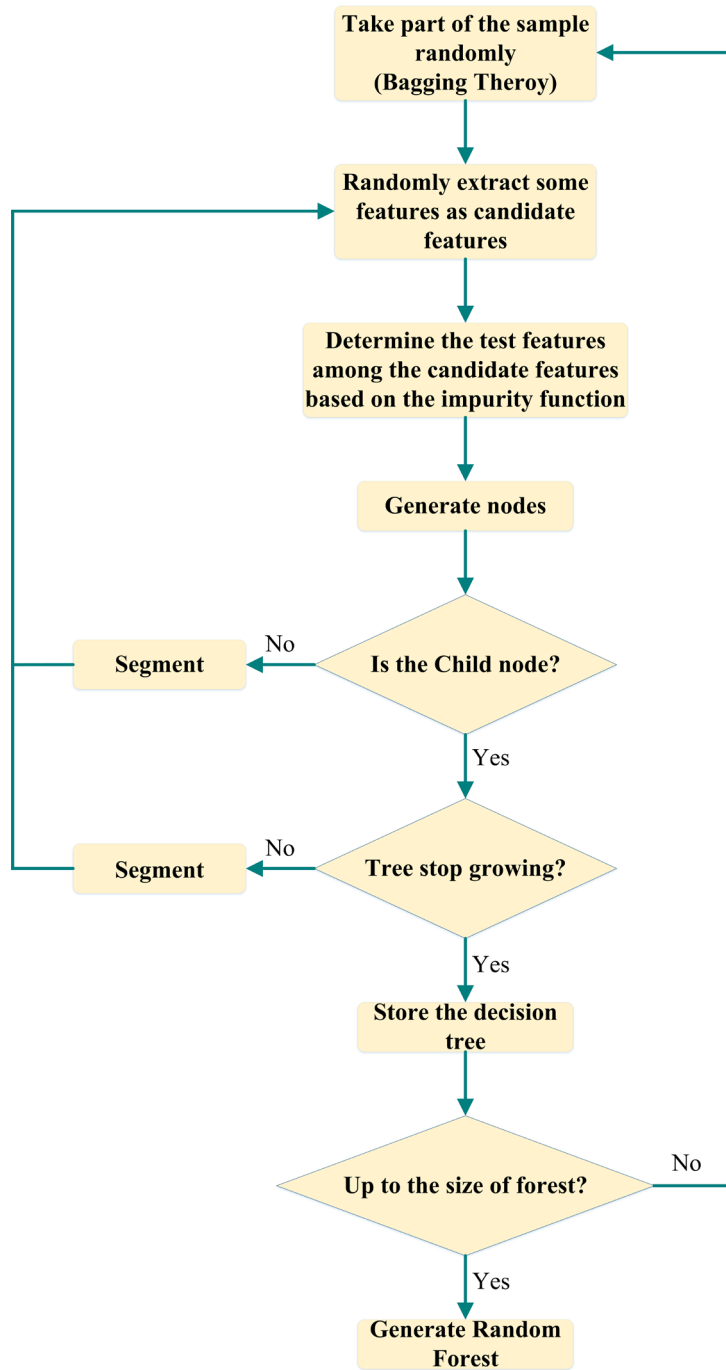 Take part of the sample
randomly
(Bagging Theroy)
Randomly extract some
features as candidate
features
Determine the test features
among the candidate features
based on the impurity function
Generate nodes
Is the Child node?
No
Segment
Yes
Tree stop growing?
No
Segment
Yes
Store the decision
tree
Up to the size of forest?
No
Yes
Generate Random
Forest